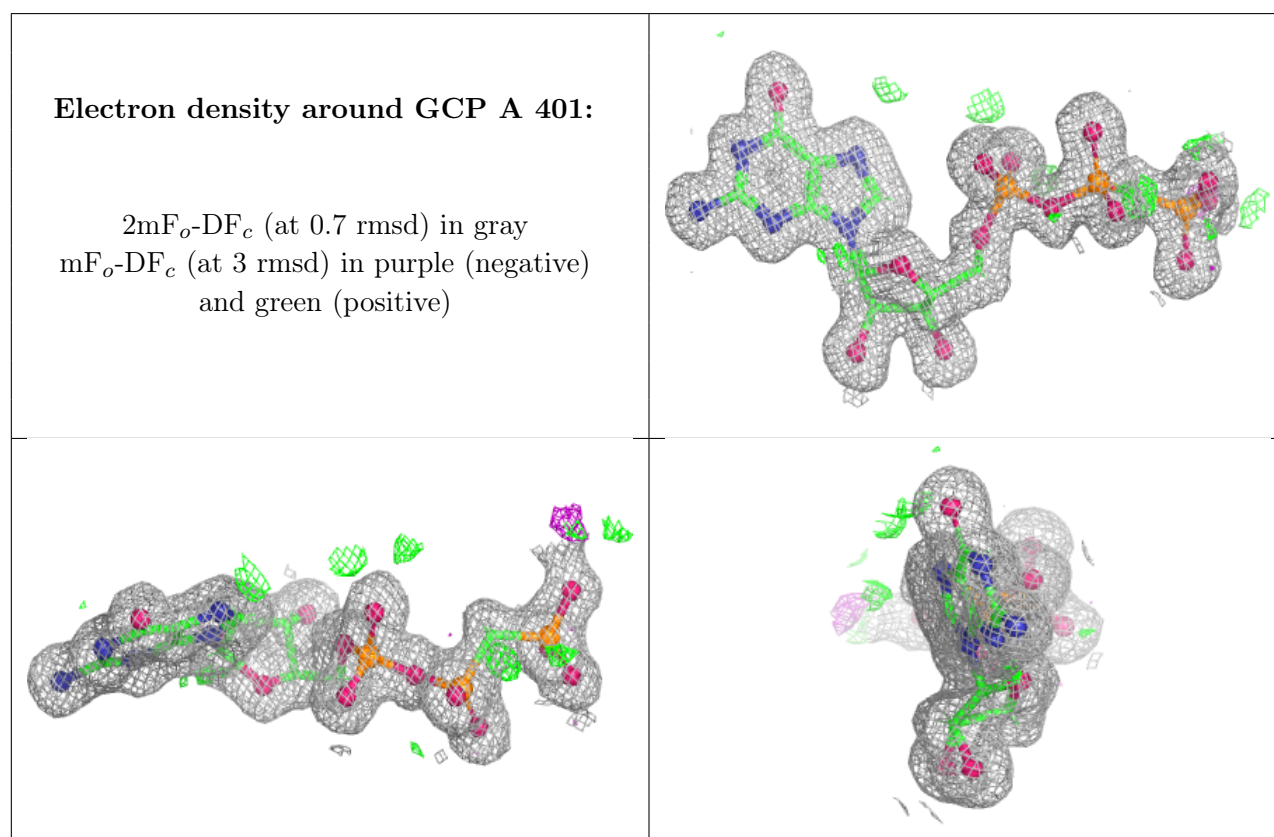 Electron density around GCP A 401:
2mFo-DFc (at 0.7 rmsd) in gray
mFo-DFc (at 3 rmsd) in purple (negative)
and green (positive)